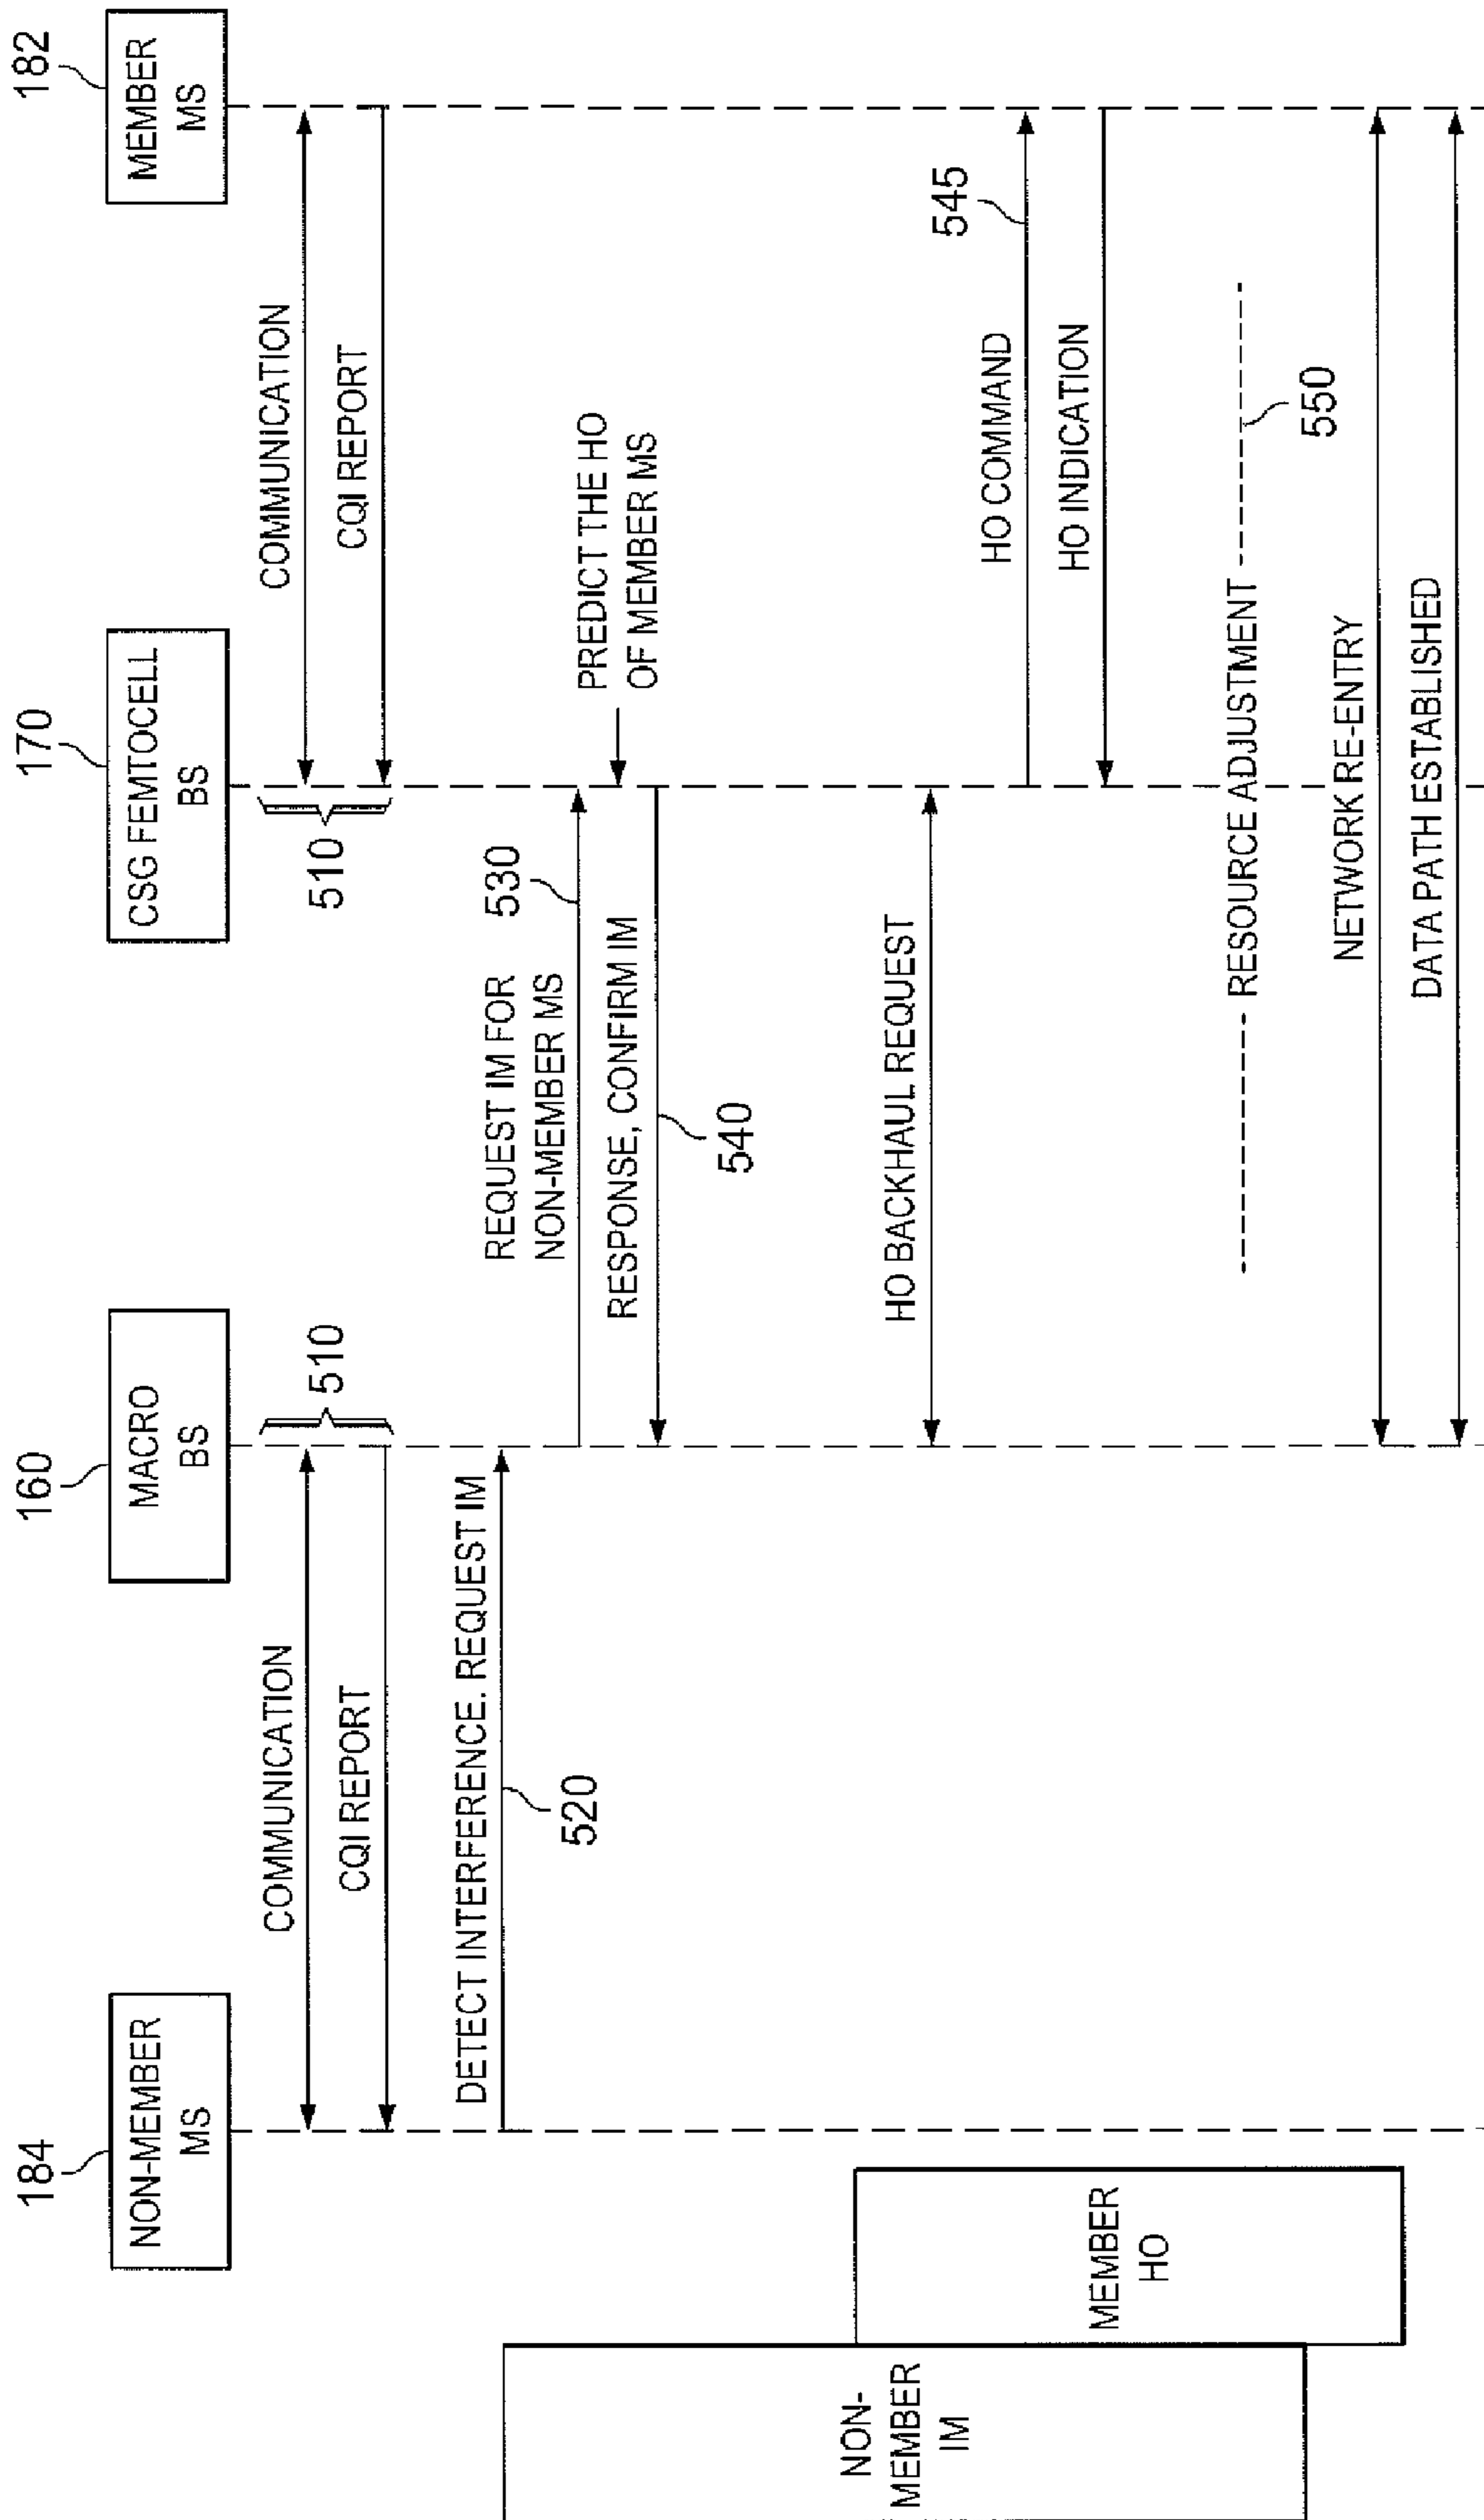 184
NON-MEMBER
MS
160
MACRO
BS
170
CSG FEMTOCELL
BS
182
MEMBER
MS
COMMUNICATION
510
510
COMMUNICATION
CQI REPORT
CQI REPORT
DETECT INTERFERENCE. REQUEST IM
520
REQUEST IM FOR
NON-MEMBER MS
530
PREDICT THE HO
OF MEMBER MS
RESPONSE, CONFIRM IM
540
NON-
MEMBER
IM
MEMBER
HO
HO BACKHAUL REQUEST
545
HO COMMAND
HO INDICATION
RESOURCE ADJUSTMENT
550
NETWORK RE-ENTRY
DATA PATH ESTABLISHED